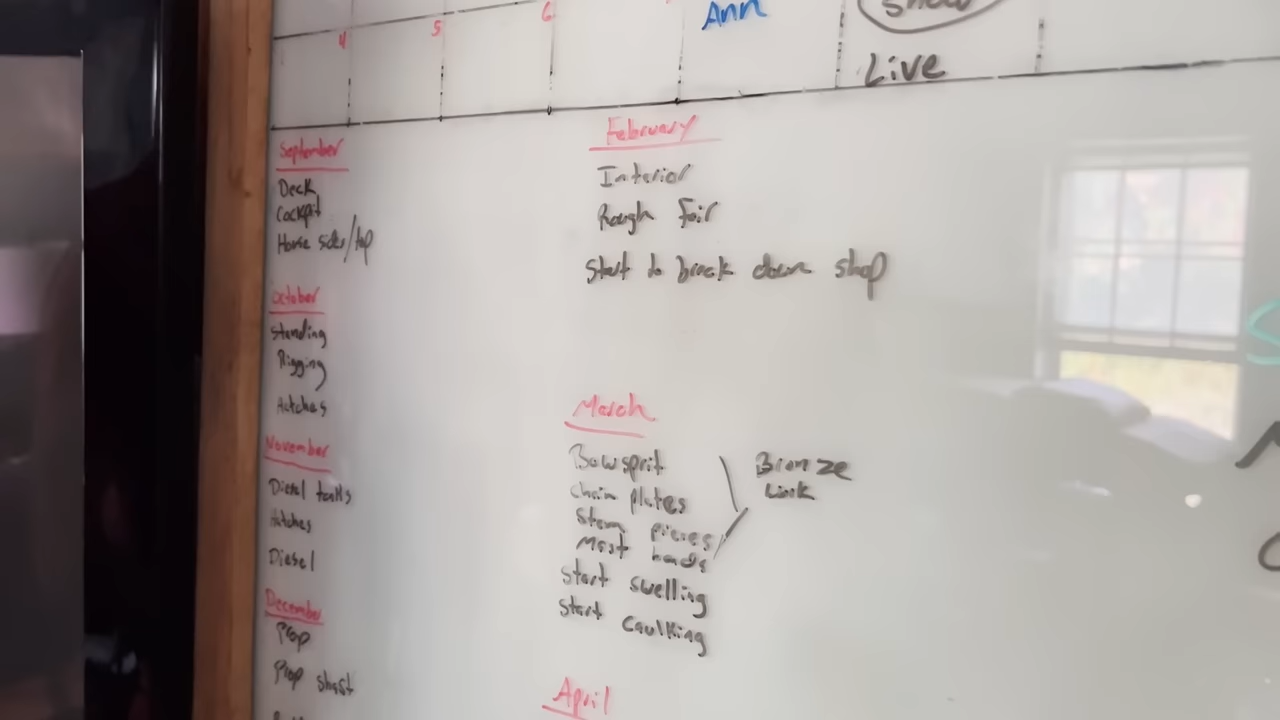 4
5
6
Ann
Show
Live
September
Deck
Cockpit
House sides/top
October
Standing
Rigging
Hatches
November
Diesel tanks
Hatches
Diesel
December
Prop
Prop shaft
February
Interior
Rough Fair
Start to break down shop
March
Bowsprit
Chain plates
Stem pieces
Mast bands
Bronze
Work
Start swelling
Start Caulking
April